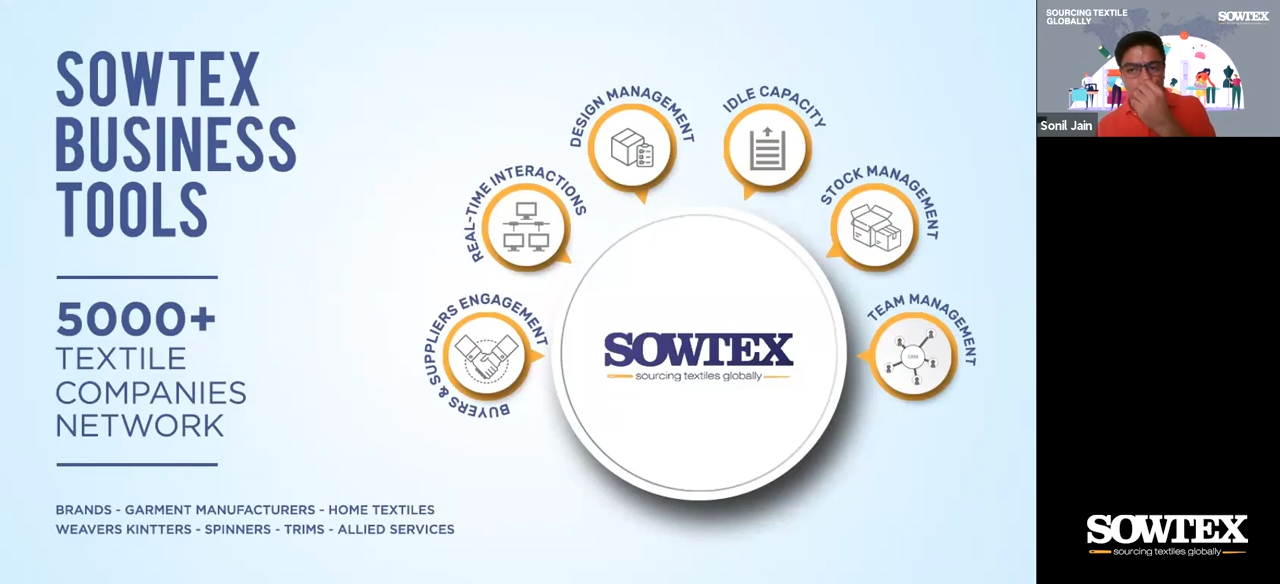 SOWTEX
BUSINESS
TOOLS
5000+
TEXTILE
COMPANIES
NETWORK
BRANDS - GARMENT MANUFACTURERS - HOME TEXTILES
WEAVERS KINTTERS - SPINNERS - TRIMS - ALLIED SERVICES
BUYERS & SUPPLIERS ENGAGEMENT
REAL-TIME INTERACTIONS
DESIGN MANAGEMENT
IDLE CAPACITY
STOCK MANAGEMENT
TEAM MANAGEMENT
CRM
SOWTEX
sourcing textiles globally
SOURCING TEXTILE
GLOBALLY
SOWTEX
Sonil Jain
SOWTEX
sourcing textiles globally